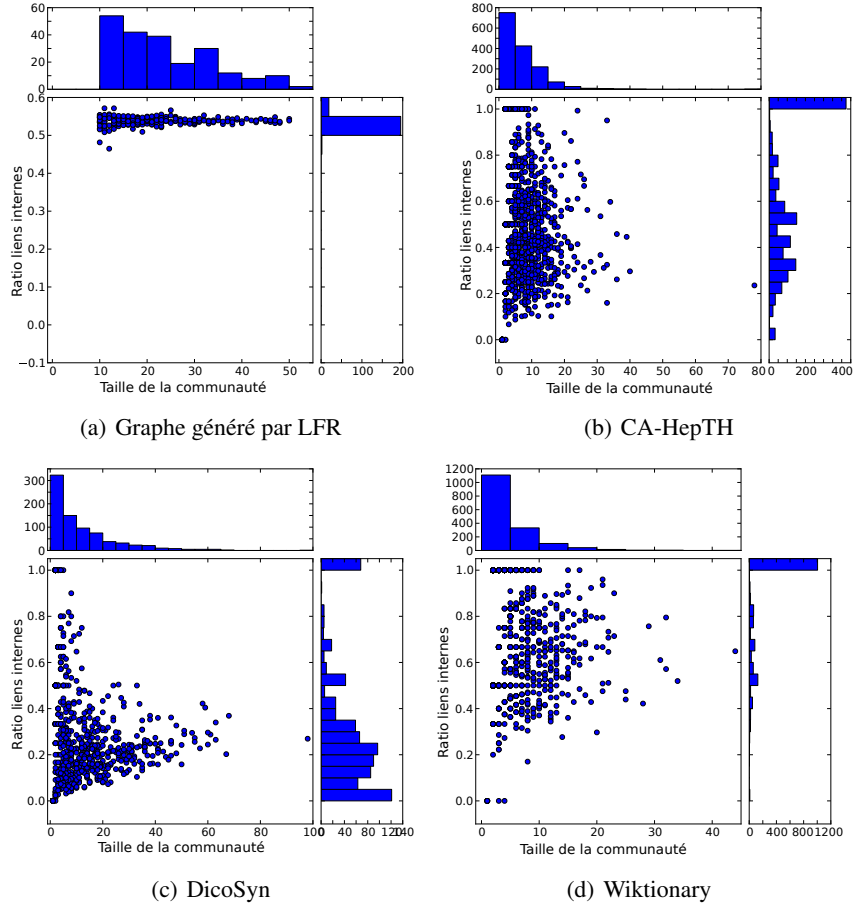 60
50
40
30
20
10
0
0.6
0.5
0.4
0.3
0.2
0.1
0.0
−0.1
Ratio liens internes
0 10 20 30 40 50
Taille de la communauté
0 100 200
(a) Graphe généré par LFR
800
600
400
200
0
1.0
0.8
0.6
0.4
0.2
0.0
Ratio liens internes
0 10 20 30 40 50 60 70 80
Taille de la communauté
0 200 400
(b) CA-HepTH
300
200
100
0
1.0
0.8
0.6
0.4
0.2
0.0
Ratio liens internes
0 20 40 60 80 100
Taille de la communauté
0 40 80 120 140
(c) DicoSyn
1200
1000
800
600
400
200
0
1.0
0.8
0.6
0.4
0.2
0.0
Ratio liens internes
0 10 20 30 40
Taille de la communauté
0 400 800 1200
(d) Wiktionary